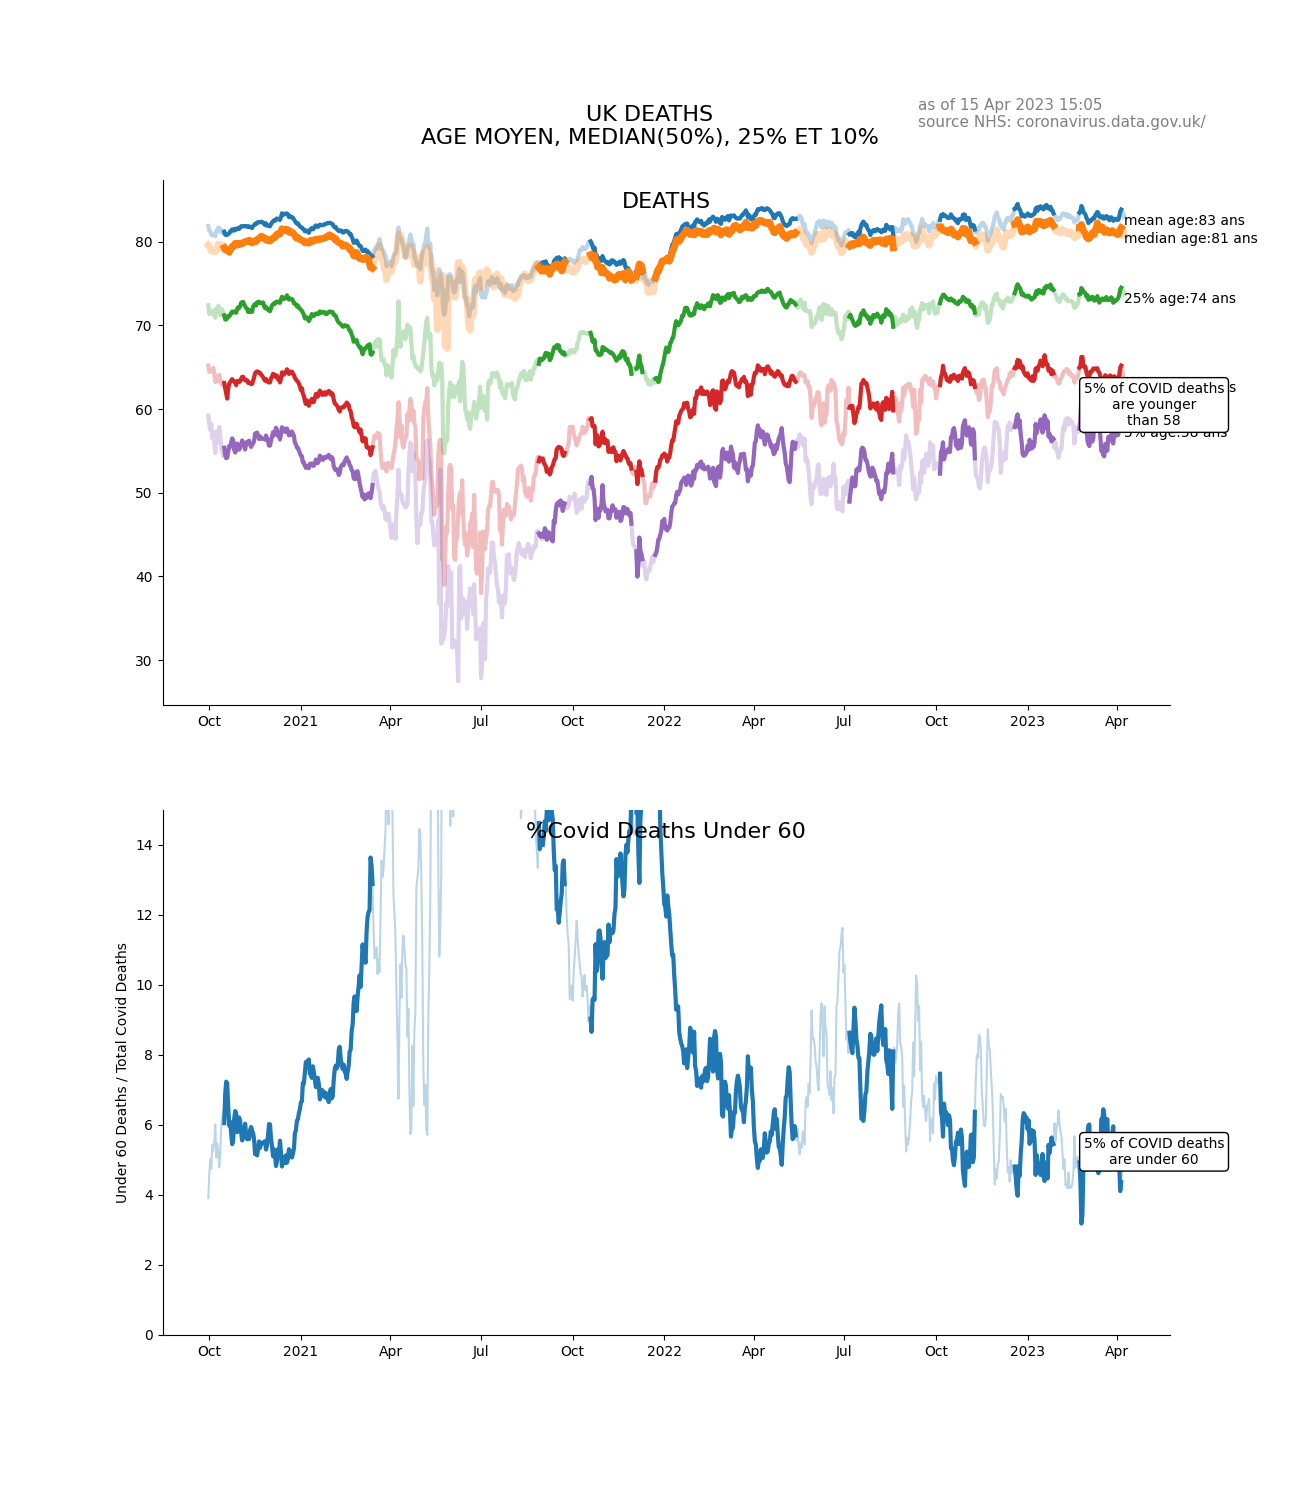 as of 15 Apr 2023 15:05
source NHS: coronavirus.data.gov.uk/
UK DEATHS
AGE MOYEN, MEDIAN(50%), 25% ET 10%
DEATHS
80
70
60
50
40
30
mean age:83 ans
median age:81 ans
25% age:74 ans
5% of COVID deaths
are younger
than 58
5% age:58 ans
Oct
2021
Apr
Jul
Oct
2022
Apr
Jul
Oct
2023
Apr
%Covid Deaths Under 60
Under 60 Deaths / Total Covid Deaths
14
12
10
8
6
4
2
0
5% of COVID deaths
are under 60
Oct
2021
Apr
Jul
Oct
2022
Apr
Jul
Oct
2023
Apr